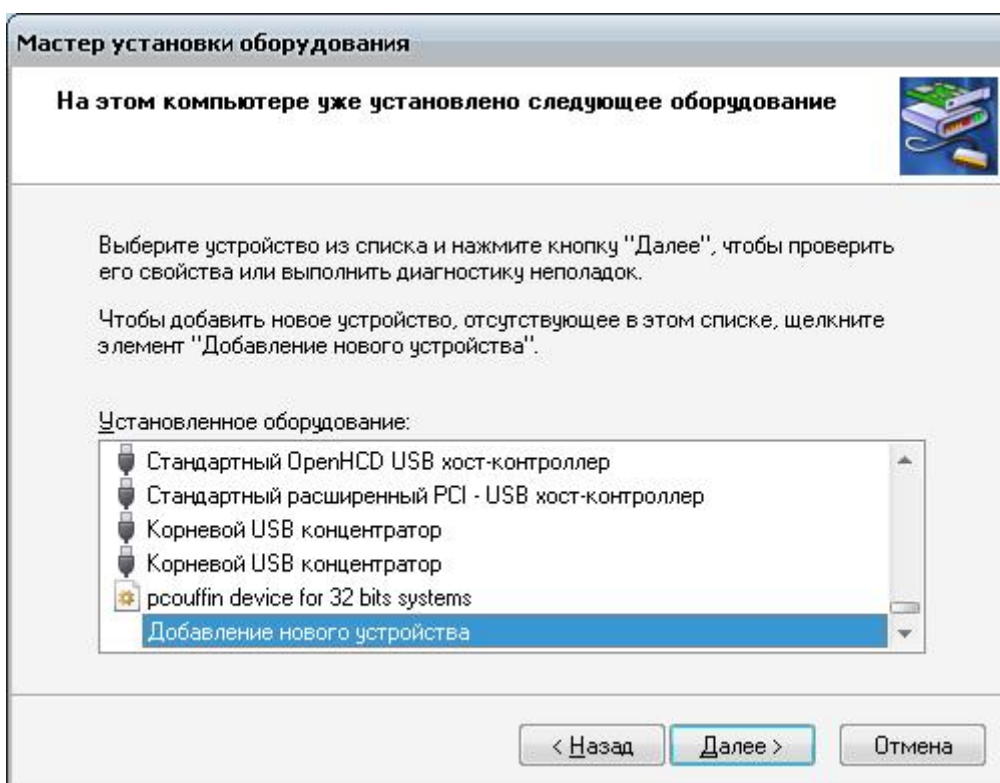 Мастер установки оборудования
На этом компьютере уже установлено следующее оборудование
Выберите устройство из списка и нажмите кнопку "Далее", чтобы проверить
его свойства или выполнить диагностику неполадок.
Чтобы добавить новое устройство, отсутствующее в этом списке, щелкните
элемент "Добавление нового устройства".
Установленное оборудование:
Стандартный OpenHCD USB хост-контроллер
Стандартный расширенный PCI - USB хост-контроллер
Корневой USB концентратор
Корневой USB концентратор
pcouffin device for 32 bits systems
Добавление нового устройства
< Назад Далее > Отмена